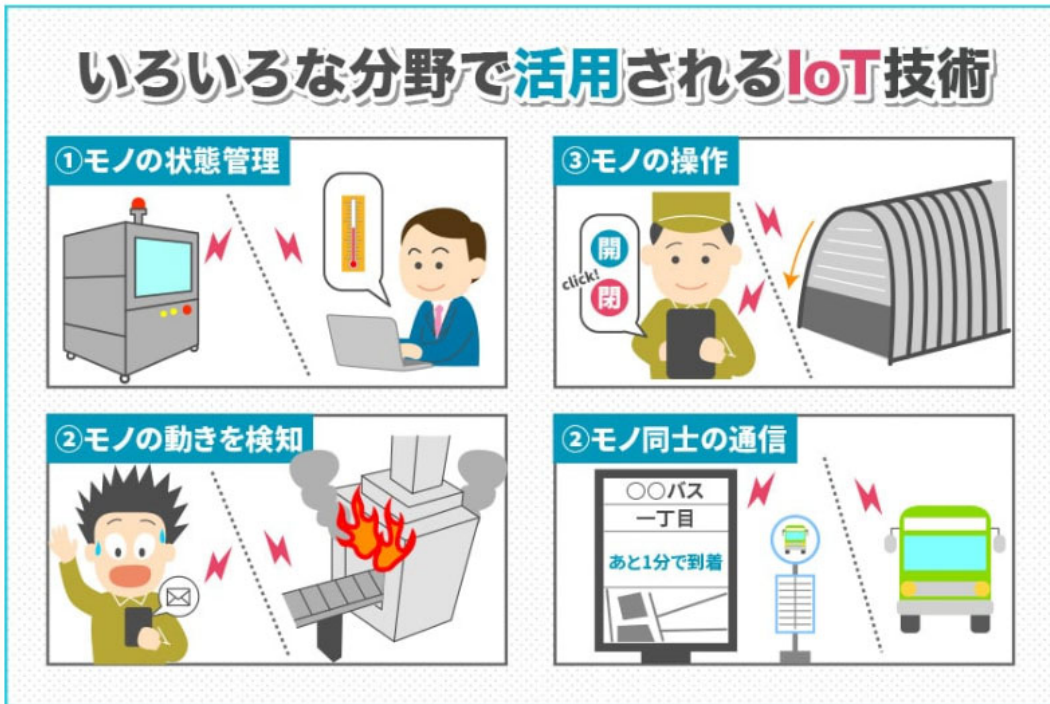 いろいろな分野で活用されるIoT技術
①モノの状態管理
③モノの操作
開
click!
閉
②モノの動きを検知
②モノ同士の通信
〇〇バス
一丁目
あと1分で到着